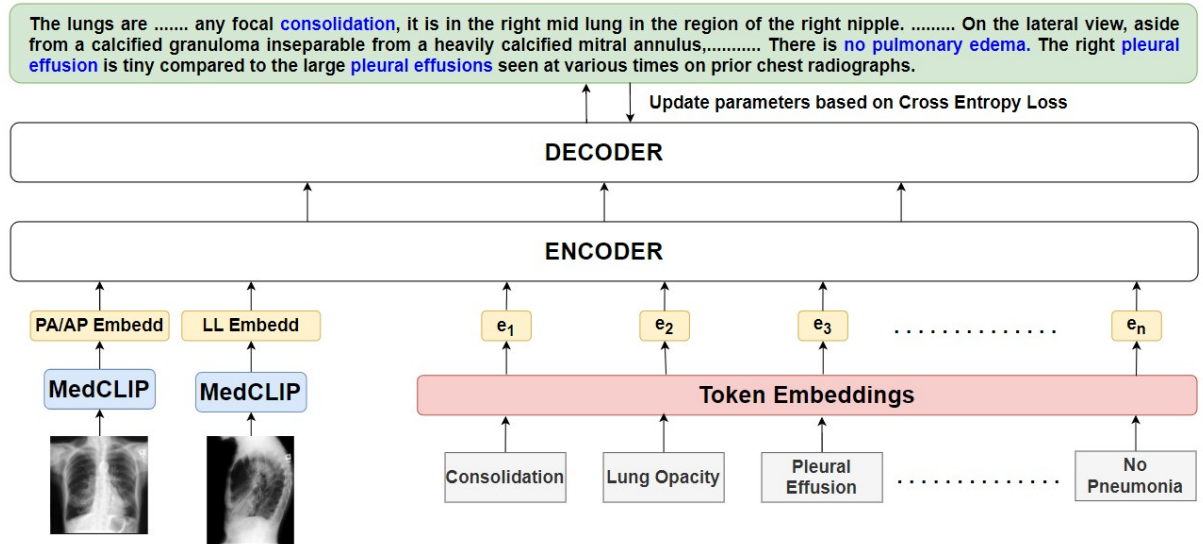 The lungs are ....... any focal consolidation, it is in the right mid lung in the region of the right nipple. ......... On the lateral view, aside
from a calcified granuloma inseparable from a heavily calcified mitral annulus,........... There is no pulmonary edema. The right pleural
effusion is tiny compared to the large pleural effusions seen at various times on prior chest radiographs.
Update parameters based on Cross Entropy Loss
DECODER
ENCODER
PA/AP Embedd
LL Embedd
e1
e2
e3
. . . . . . . . . . . . . .
en
MedCLIP
MedCLIP
Token Embeddings
Consolidation
Lung Opacity
Pleural
Effusion
. . . . . . . . . . . . . .
No
Pneumonia